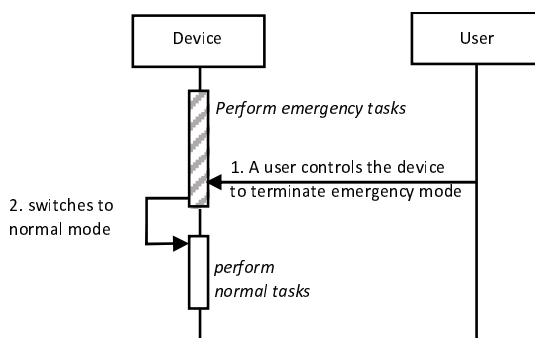 Device
User
Perform emergency tasks
1. A user controls the device
to terminate emergency mode
2. switches to
normal mode
perform
normal tasks